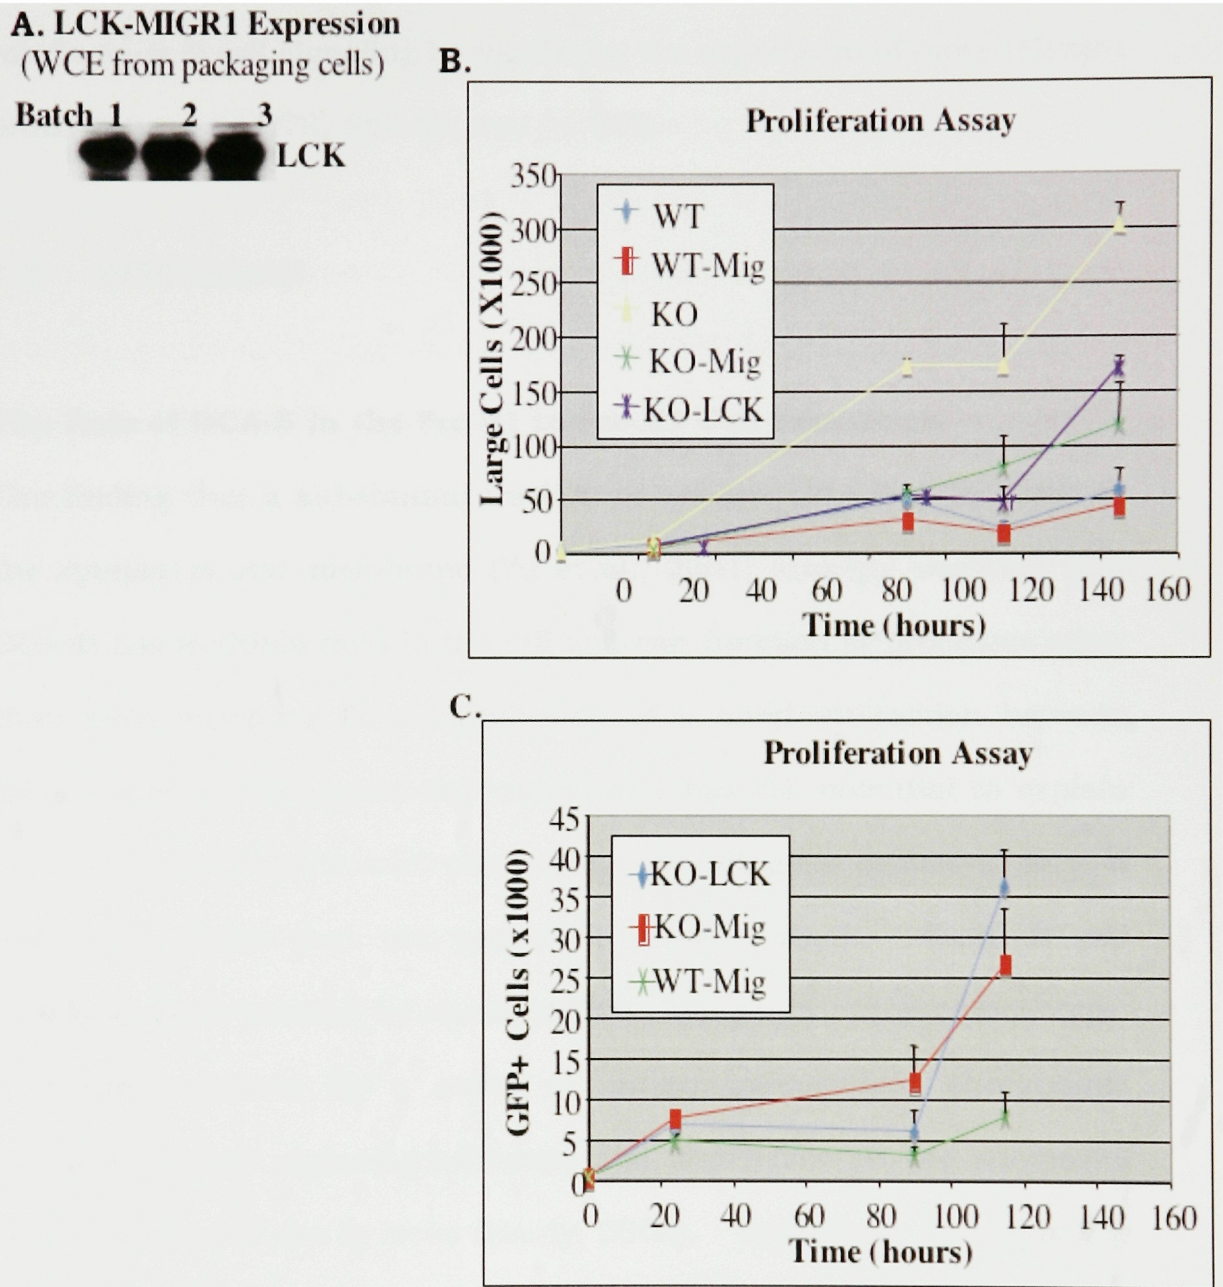 A. LCK-MIGR1 Expression
(WCE from packaging cells)
Batch 1 2 3
LCK
B.
Proliferation Assay
Large Cells (X1000)
350
300
250
200
150
100
50
0
WT
WT-Mig
KO
KO-Mig
KO-LCK
0 20 40 60 80 100 120 140 160
Time (hours)
C.
Proliferation Assay
GFP+ Cells (x1000)
45
40
35
30
25
20
15
10
5
0
KO-LCK
KO-Mig
WT-Mig
0 20 40 60 80 100 120 140 160
Time (hours)